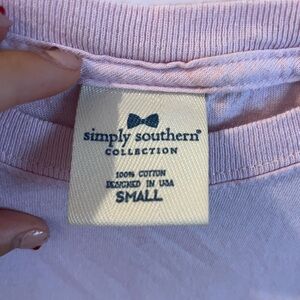 simply southern®
COLLECTION
100% COTTON
DESIGNED IN USA
SMALL